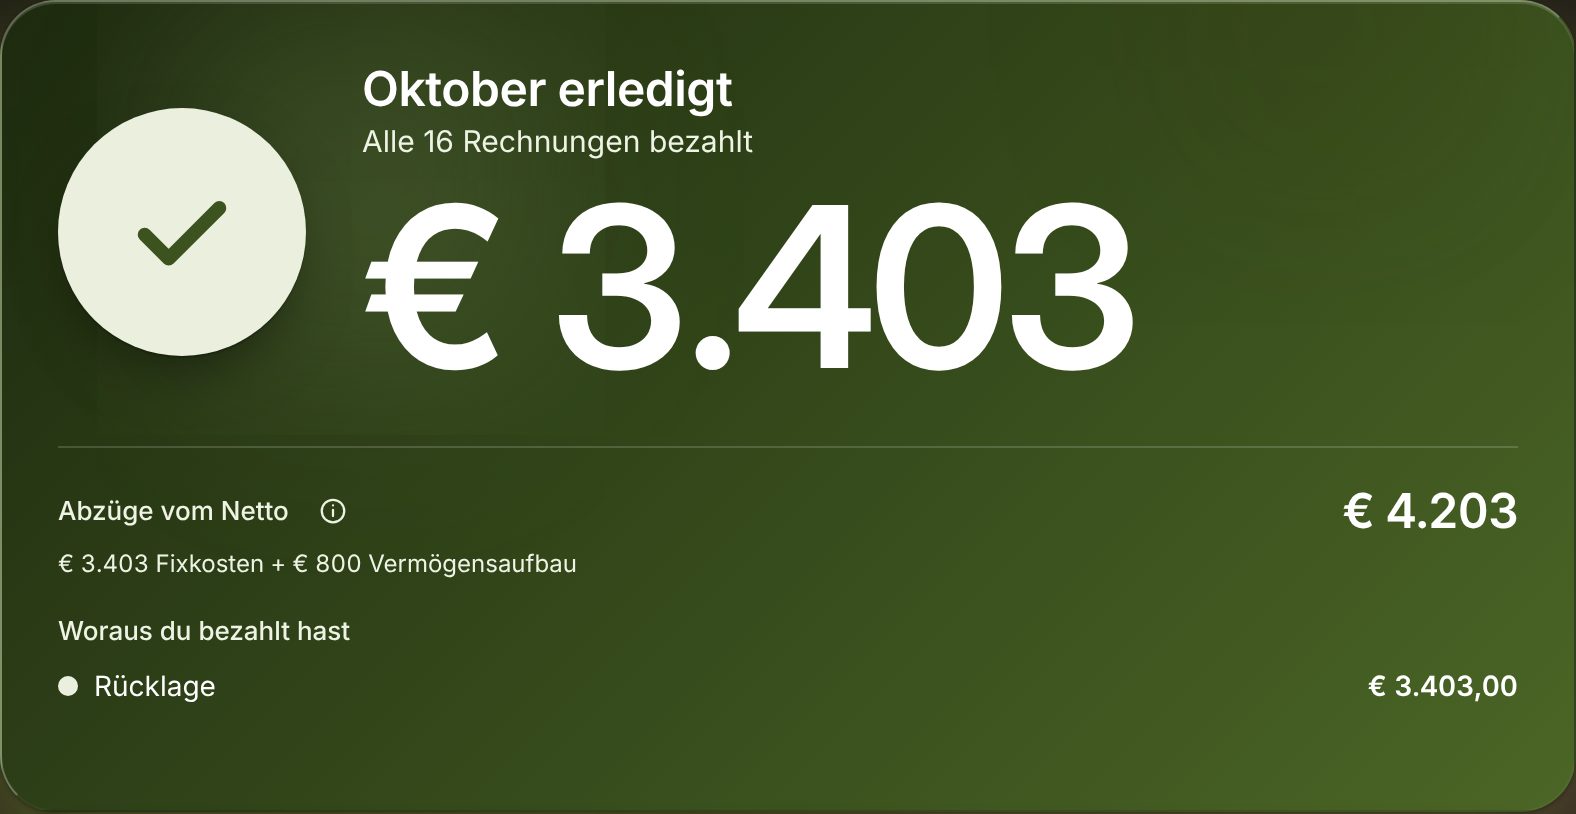 Oktober erledigt
Alle 16 Rechnungen bezahlt
€ 3.403
Abzüge vom Netto
€ 4.203
€ 3.403 Fixkosten + € 800 Vermögensaufbau
Woraus du bezahlt hast
Rücklage
€ 3.403,00